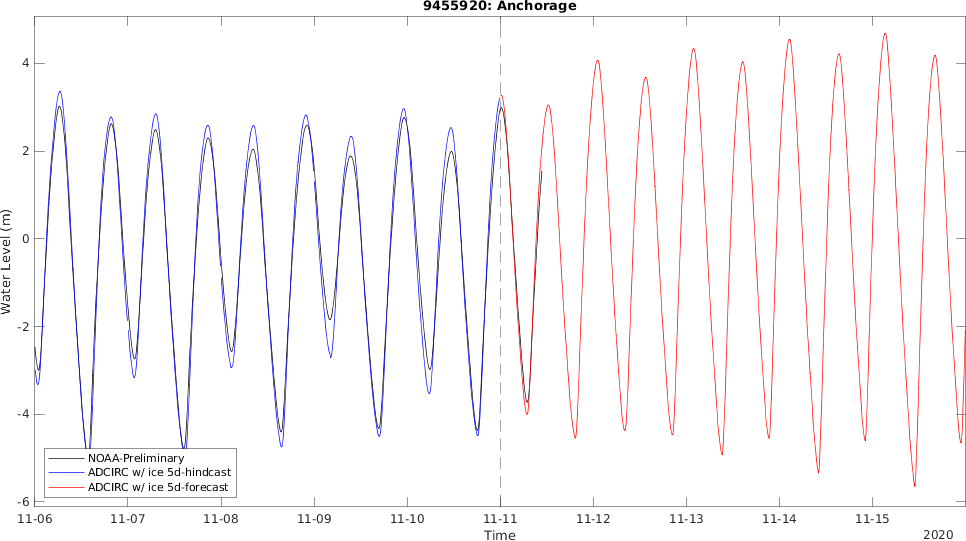 9455920: Anchorage
Water Level (m)
4
2
0
-2
-4
-6
NOAA-Preliminary
ADCIRC w/ ice 5d-hindcast
ADCIRC w/ ice 5d-forecast
11-06 11-07 11-08 11-09 11-10 11-11 11-12 11-13 11-14 11-15
Time
2020